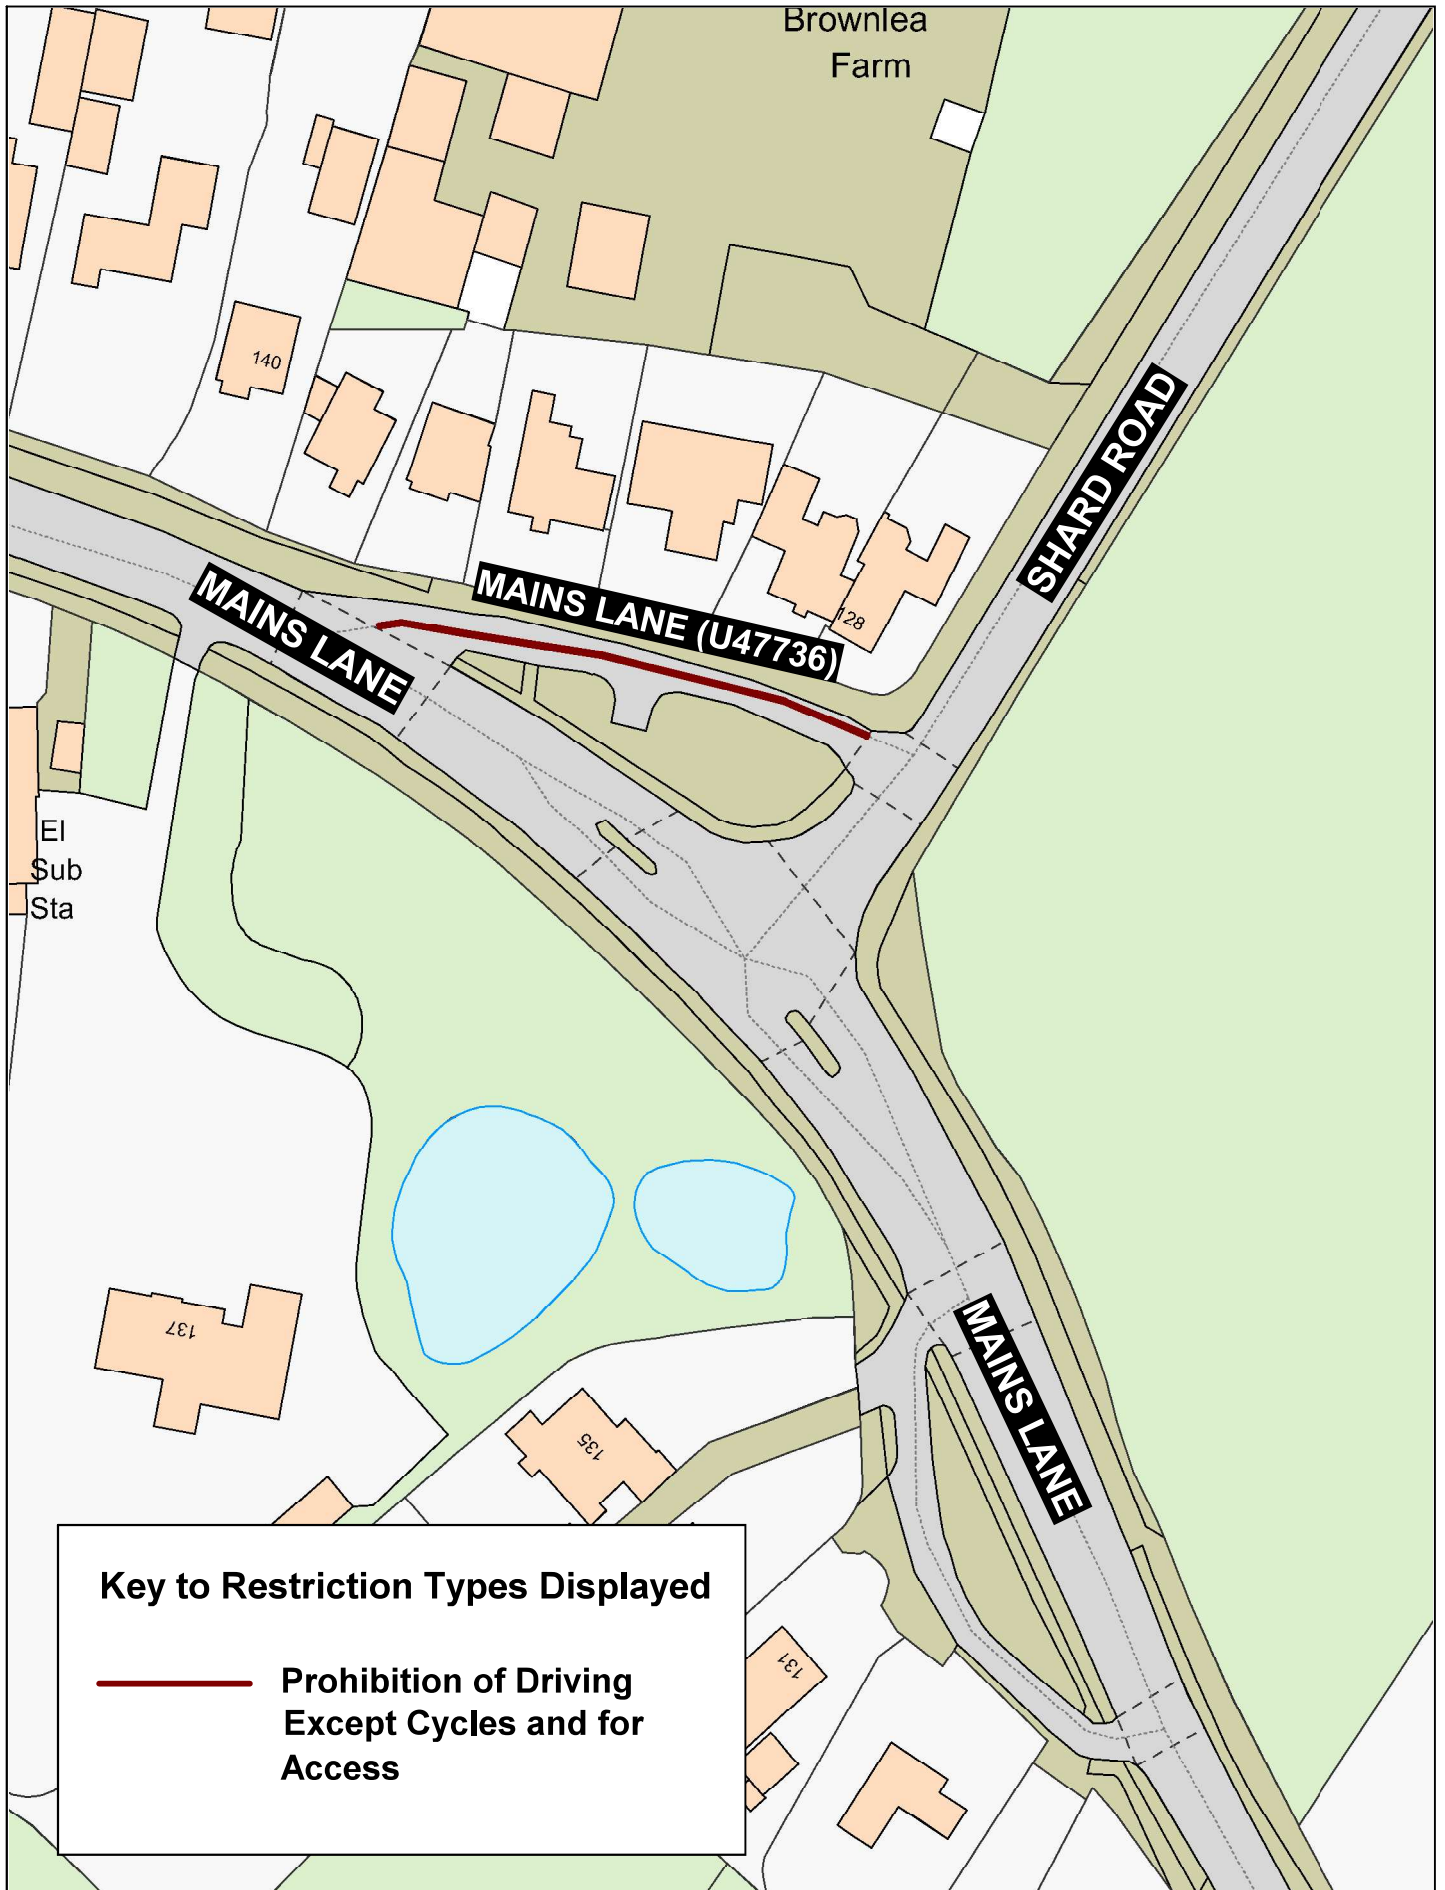 Brownlea
Farm
140
SHARD ROAD
MAINS LANE
MAINS LANE (U47736)
128
El
Sub
Sta
137
MAINS LANE
135
131
Key to Restriction Types Displayed
Prohibition of Driving
Except Cycles and for
Access